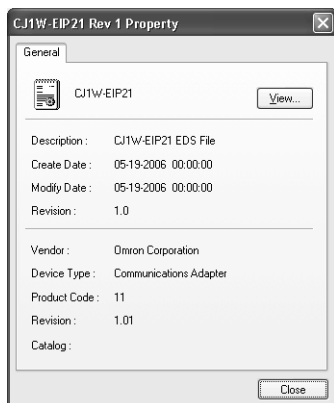 CJ1W-EIP21 Rev 1 Property
General
CJ1W-EIP21
View...
Description : CJ1W-EIP21 EDS File
Create Date : 05-19-2006 00:00:00
Modify Date : 05-19-2006 00:00:00
Revision : 1.0
Vendor : Omron Corporation
Device Type : Communications Adapter
Product Code : 11
Revision : 1.01
Catalog :
Close